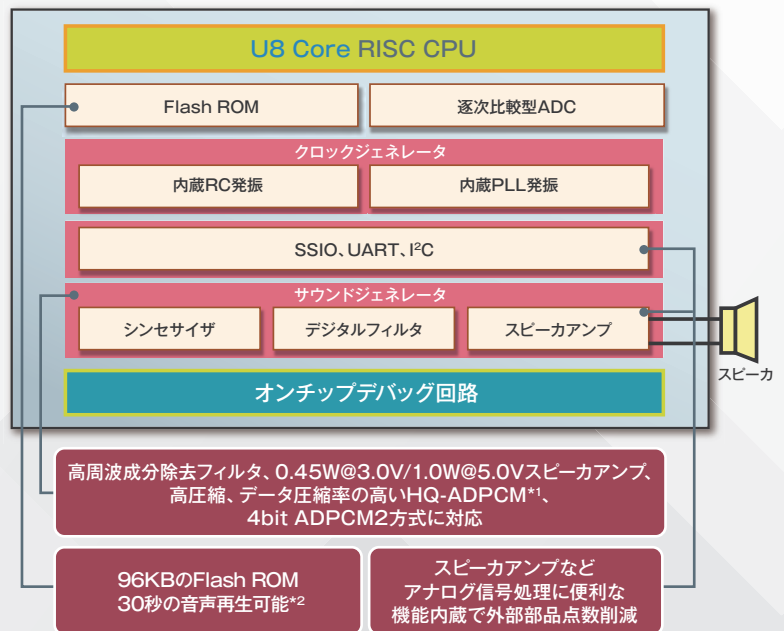 U8 Core RISC CPU
Flash ROM
逐次比較型ADC
クロックジェネレータ
内蔵RC発振
内蔵PLL発振
SSIO、UART、I²C
サウンドジェネレータ
シンセサイザ
デジタルフィルタ
スピーカアンプ
スピーカ
オンチップデバッグ回路
高周波成分除去フィルタ、0.45W@3.0V/1.0W@5.0Vスピーカアンプ、
高圧縮、データ圧縮率の高いHQ-ADPCM*1、
4bit ADPCM2方式に対応
96KBのFlash ROM
30秒の音声再生可能*2
スピーカアンプなど
アナログ信号処理に便利な
機能内蔵で外部部品点数削減